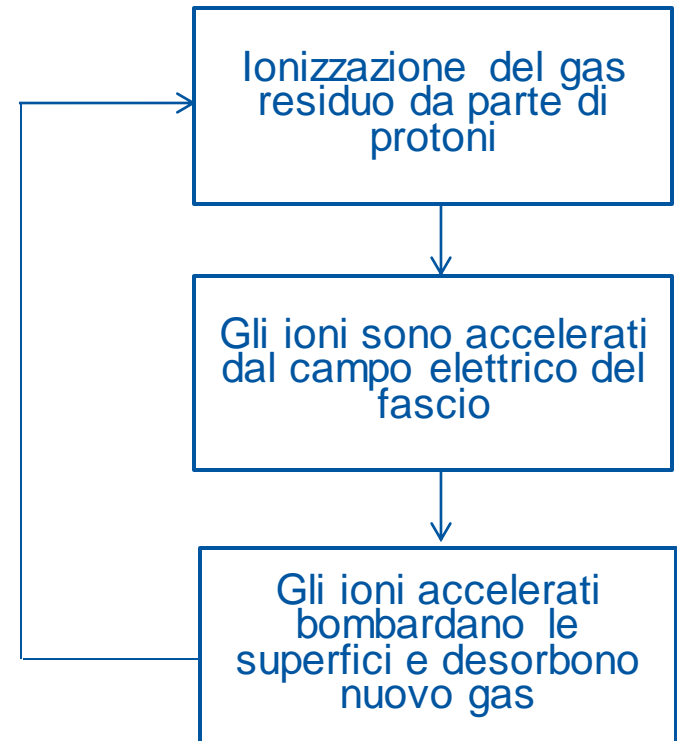 Ionizzazione del gas
residuo da parte di
protoni
Gli ioni sono accelerati
dal campo elettrico del
fascio
Gli ioni accelerati
bombardano le
superfici e desorbono
nuovo gas